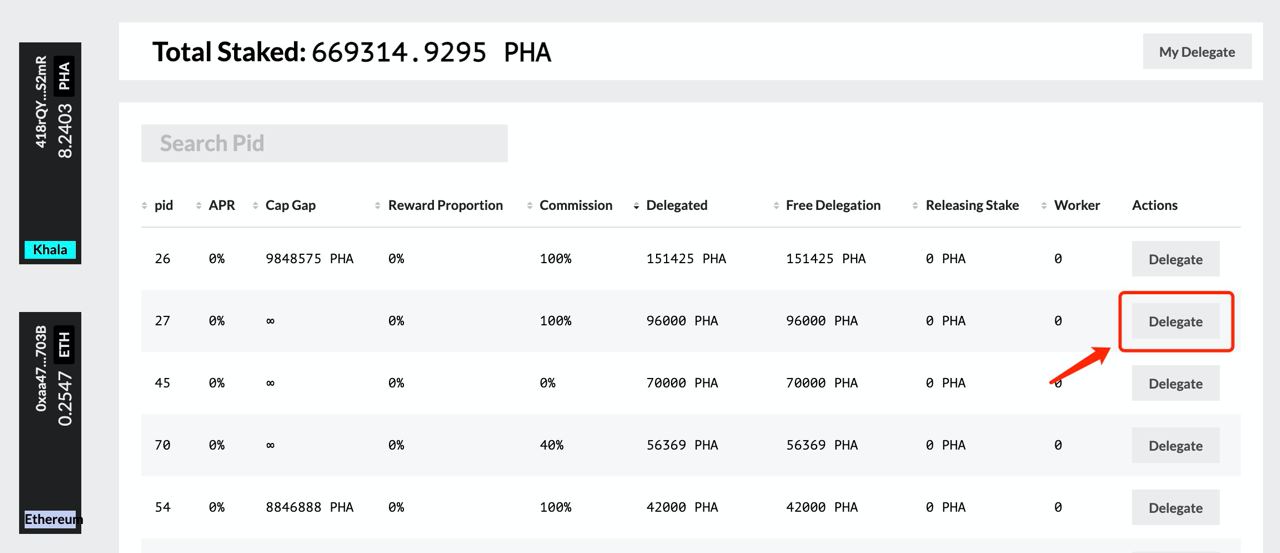 418rQY...S2mR PHA
8.2403
Khala
0xaa47...703B ETH
0.2547
Ethereum
Total Staked: 669314.9295 PHA
My Delegate
Search Pid
pid APR Cap Gap Reward Proportion Commission Delegated Free Delegation Releasing Stake Worker Actions
26 0% 9848575 PHA 0% 100% 151425 PHA 151425 PHA 0 PHA 0 Delegate
27 0% ∞ 0% 100% 96000 PHA 96000 PHA 0 PHA 0 Delegate
45 0% ∞ 0% 0% 70000 PHA 70000 PHA 0 PHA 0 Delegate
70 0% ∞ 0% 40% 56369 PHA 56369 PHA 0 PHA 0 Delegate
54 0% 8846888 PHA 0% 100% 42000 PHA 42000 PHA 0 PHA 0 Delegate